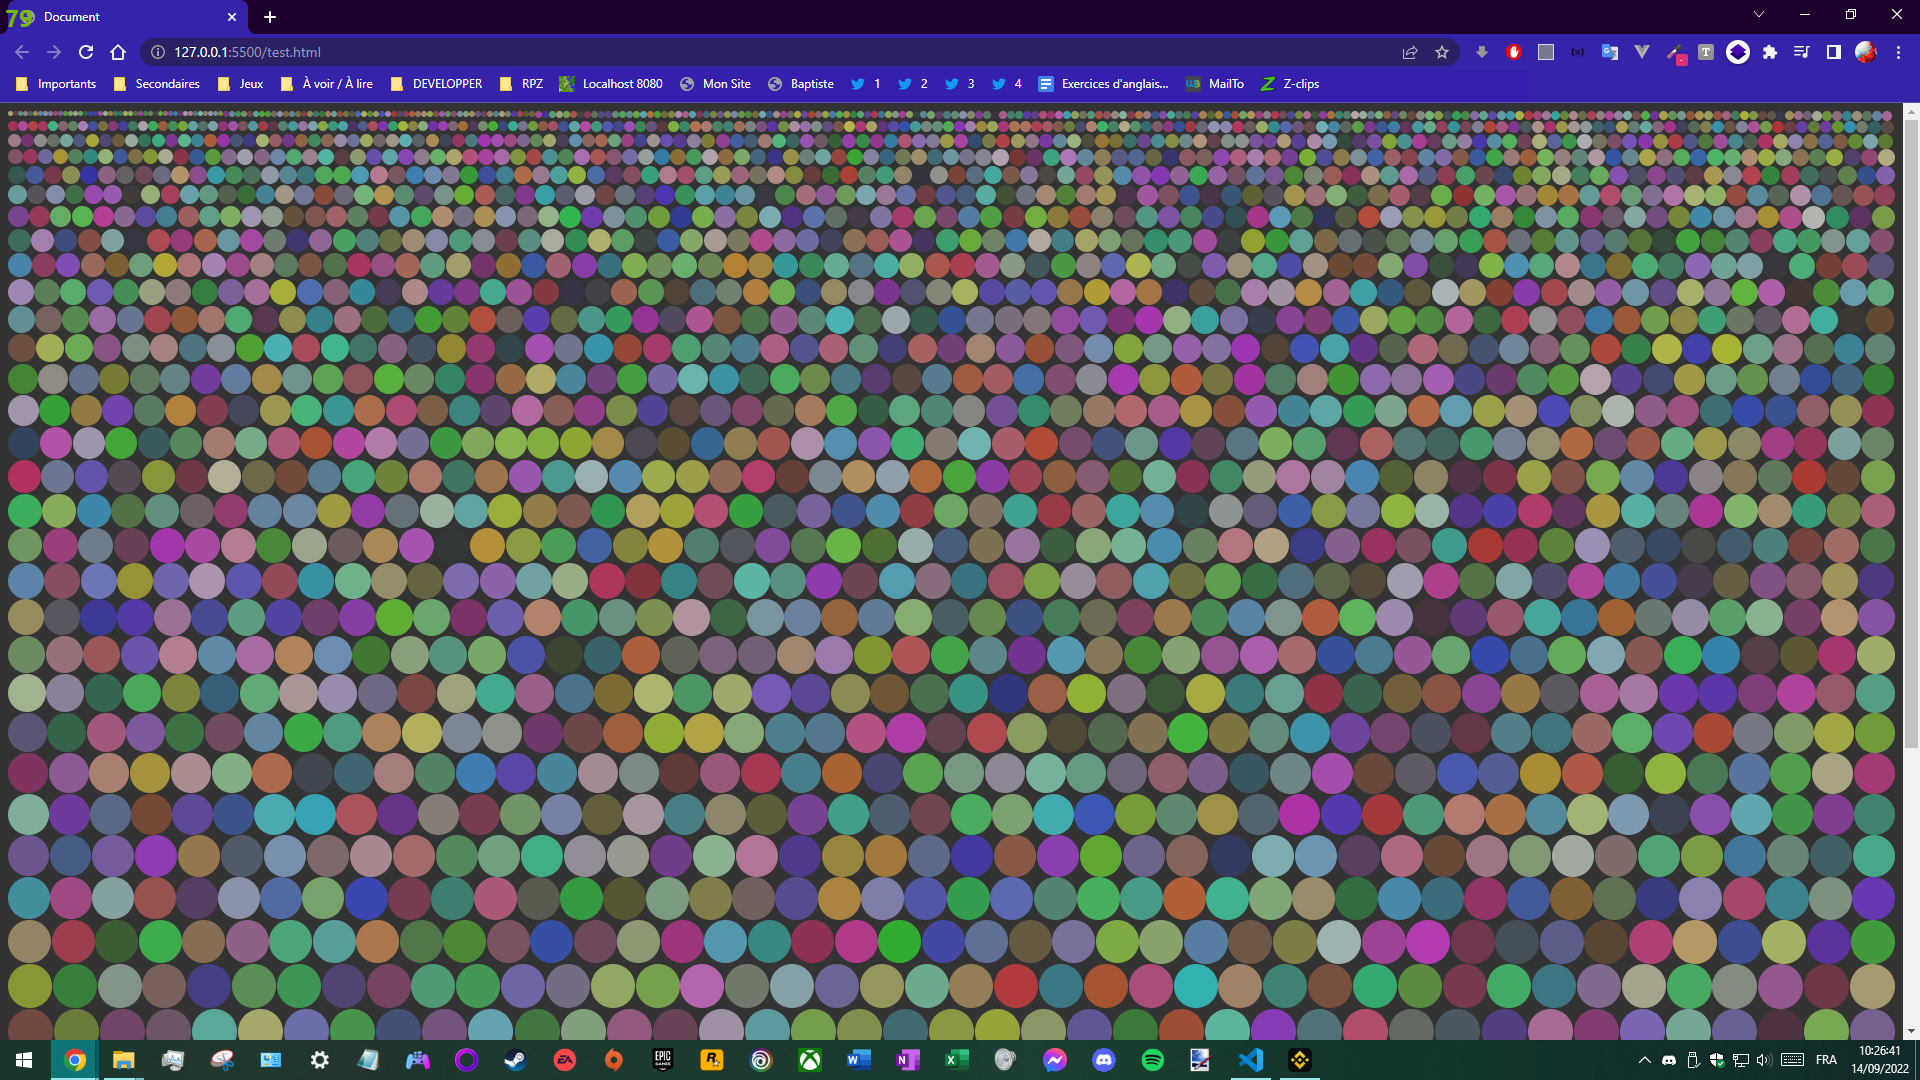 79
Document
127.0.0.1:5500/test.html
Importants
Secondaires
Jeux
À voir / À lire
DEVELOPPER
RPZ
Localhost 8080
Mon Site
Baptiste
1
2
3
4
Exercices d'anglais...
MailTo
Z-clips
FRA
10:26:41
14/09/2022